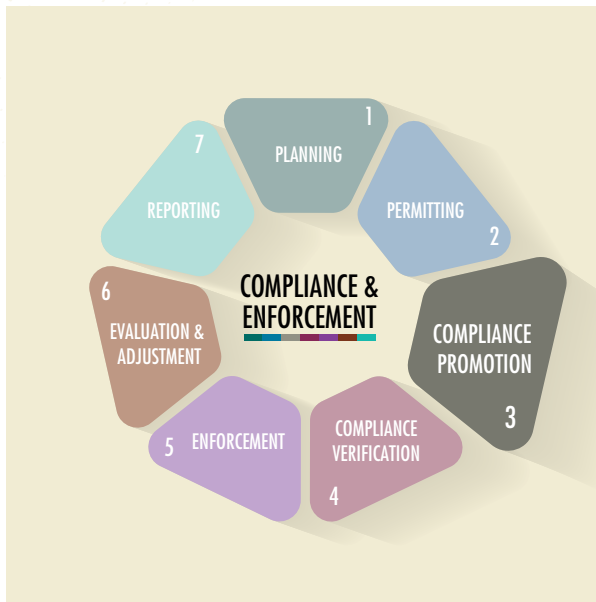 1
PLANNING
PERMITTING
2
COMPLIANCE
PROMOTION
3
COMPLIANCE
VERIFICATION
4
ENFORCEMENT
5
6
EVALUATION &
ADJUSTMENT
7
REPORTING
COMPLIANCE &
ENFORCEMENT